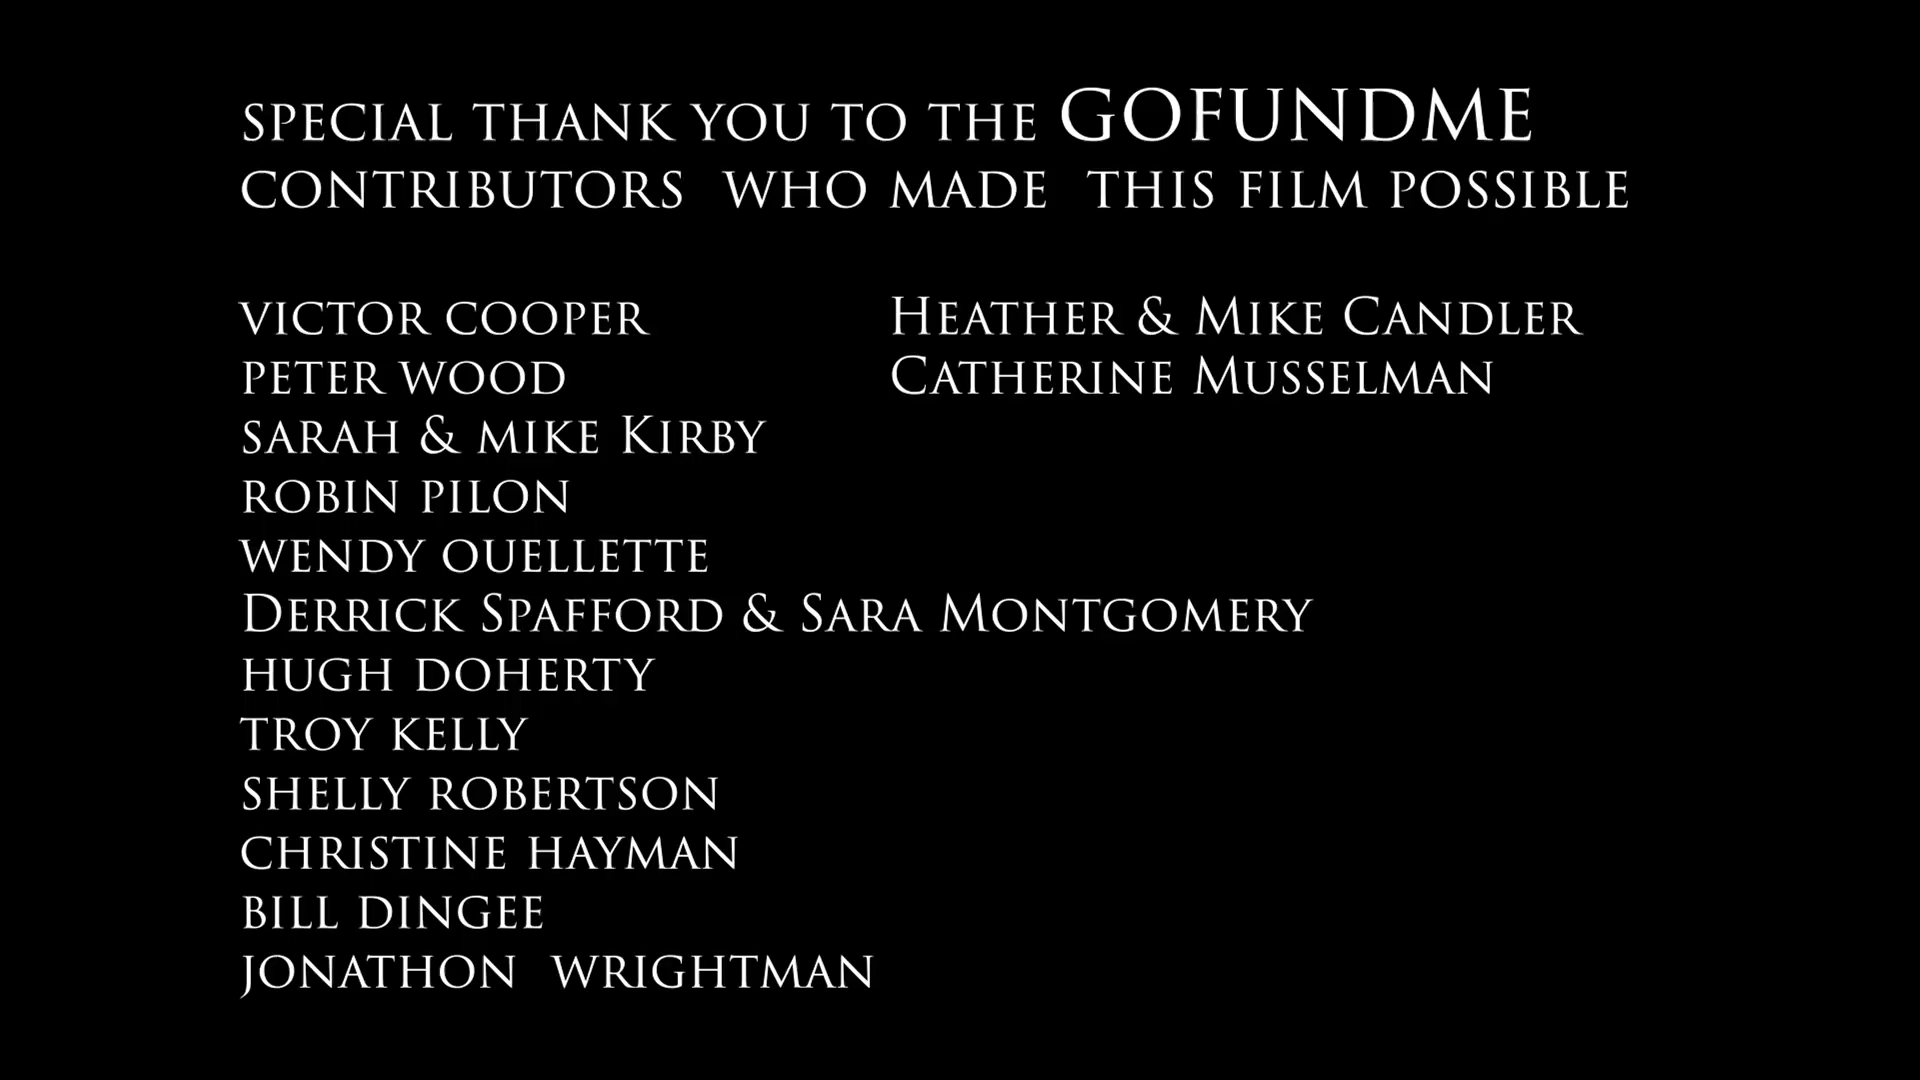 SPECIAL THANK YOU TO THE GOFUNDME
CONTRIBUTORS WHO MADE THIS FILM POSSIBLE
VICTOR COOPER
PETER WOOD
SARAH & MIKE KIRBY
ROBIN PILON
WENDY OUELLETTE
DERRICK SPAFFORD & SARA MONTGOMERY
HUGH DOHERTY
TROY KELLY
SHELLY ROBERTSON
CHRISTINE HAYMAN
BILL DINGEE
JONATHON WRIGHTMAN
HEATHER & MIKE CANDLER
CATHERINE MUSSELMAN